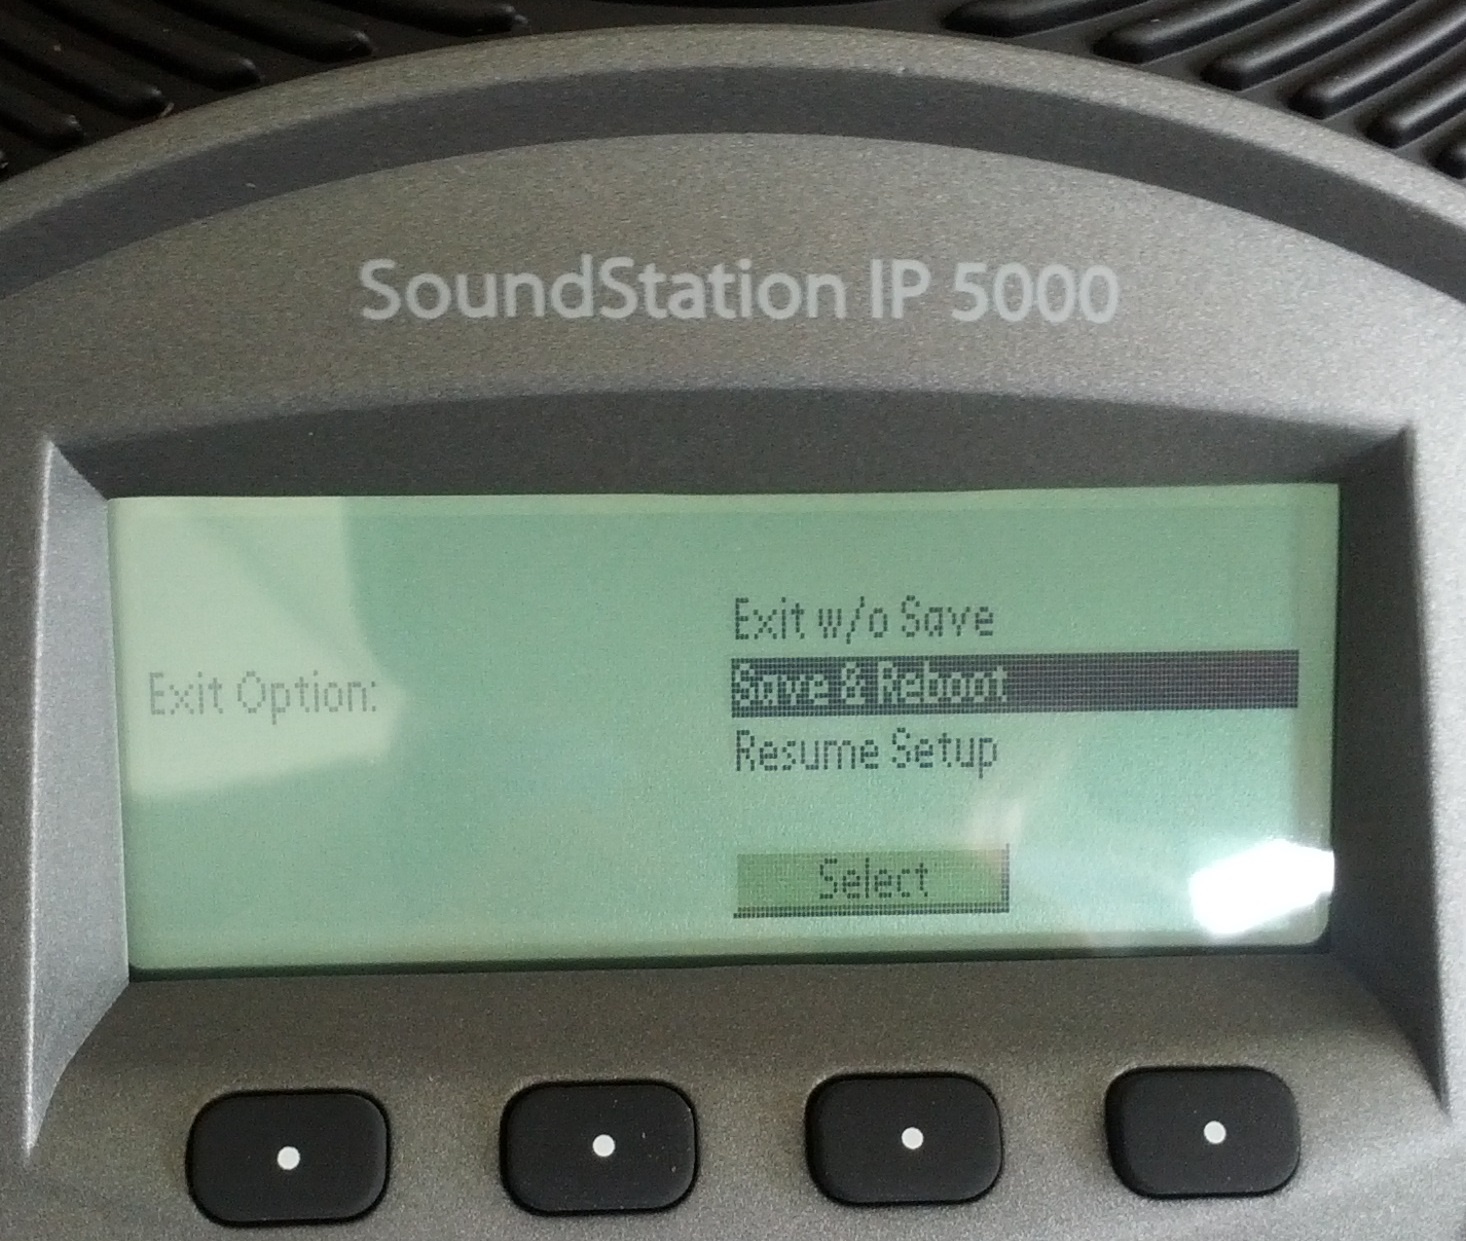 SoundStation IP 5000
Exit w/o Save
Exit Option:
Save & Reboot
Resume Setup
Select